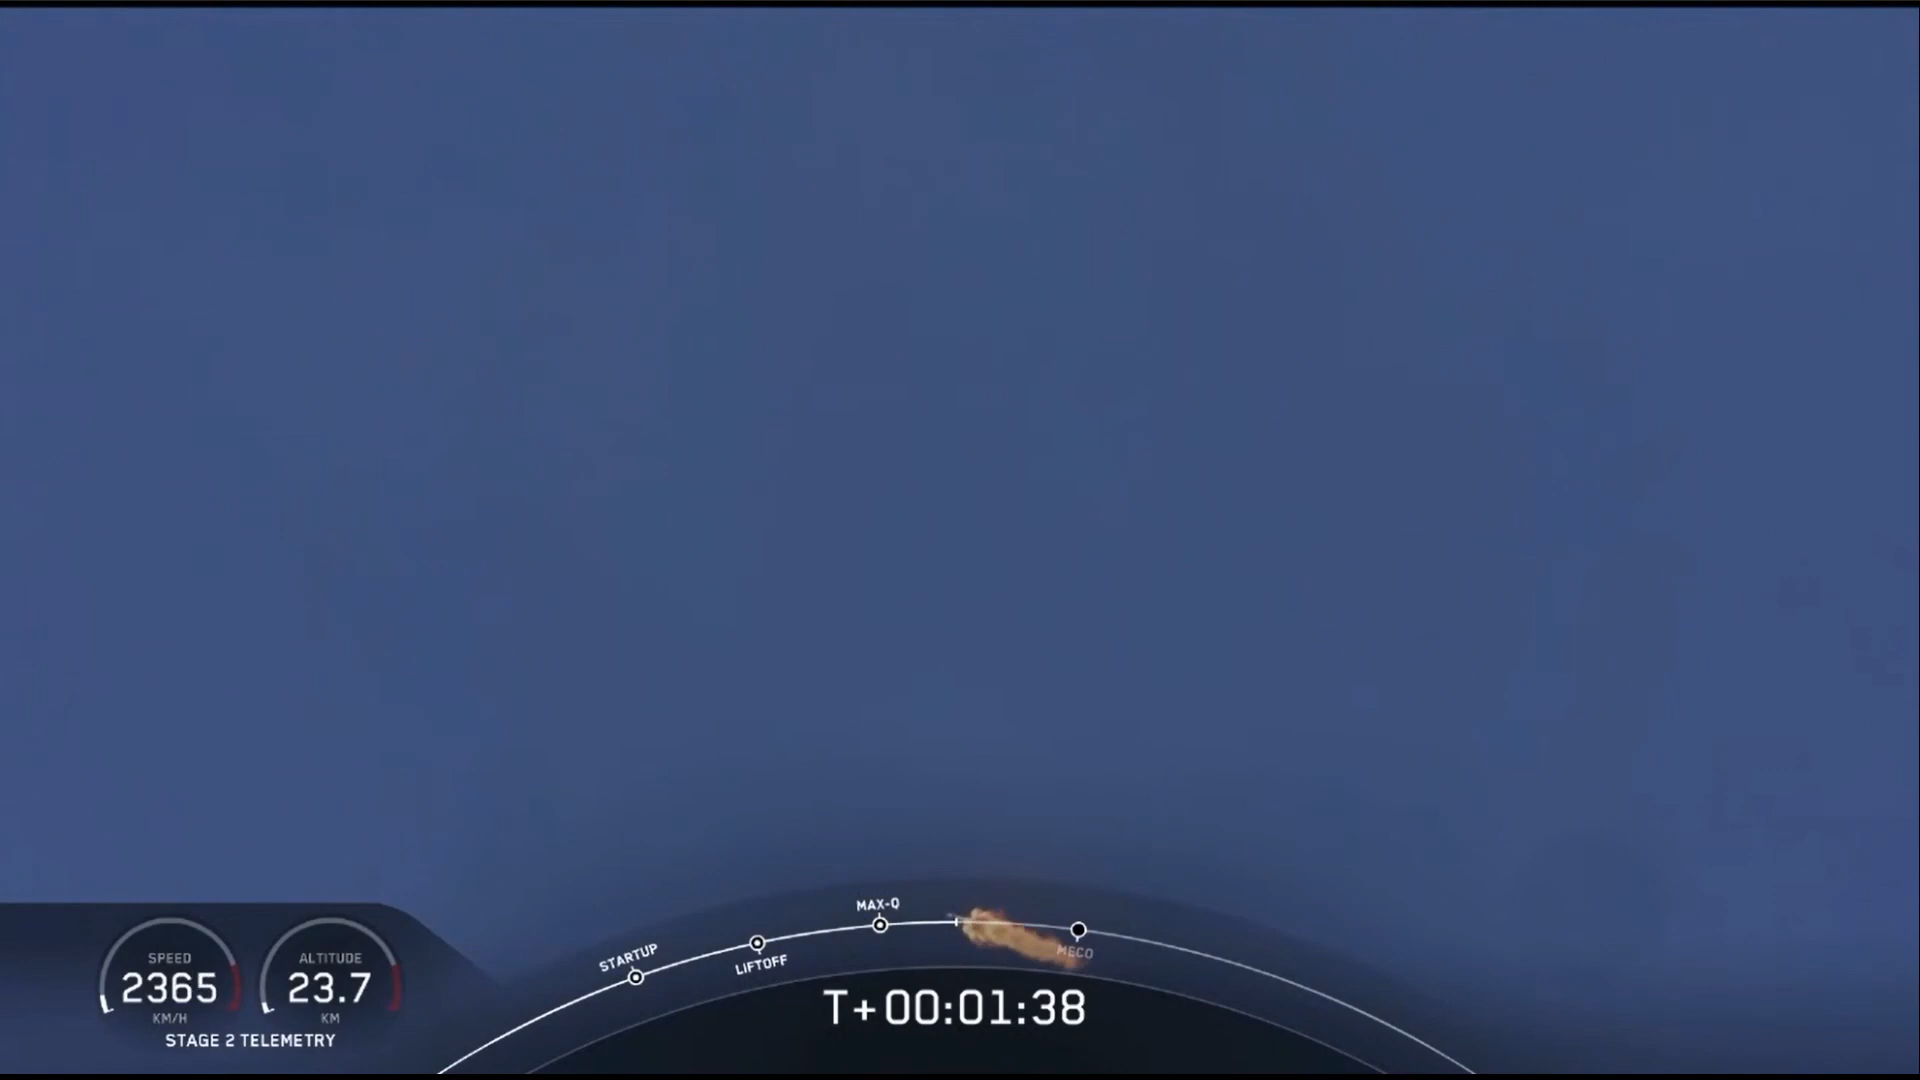 STARTUP
LIFTOFF
MAX-Q
MECO
SPEED
2365
KM/H
ALTITUDE
23.7
KM
STAGE 2 TELEMETRY
T+00:01:38